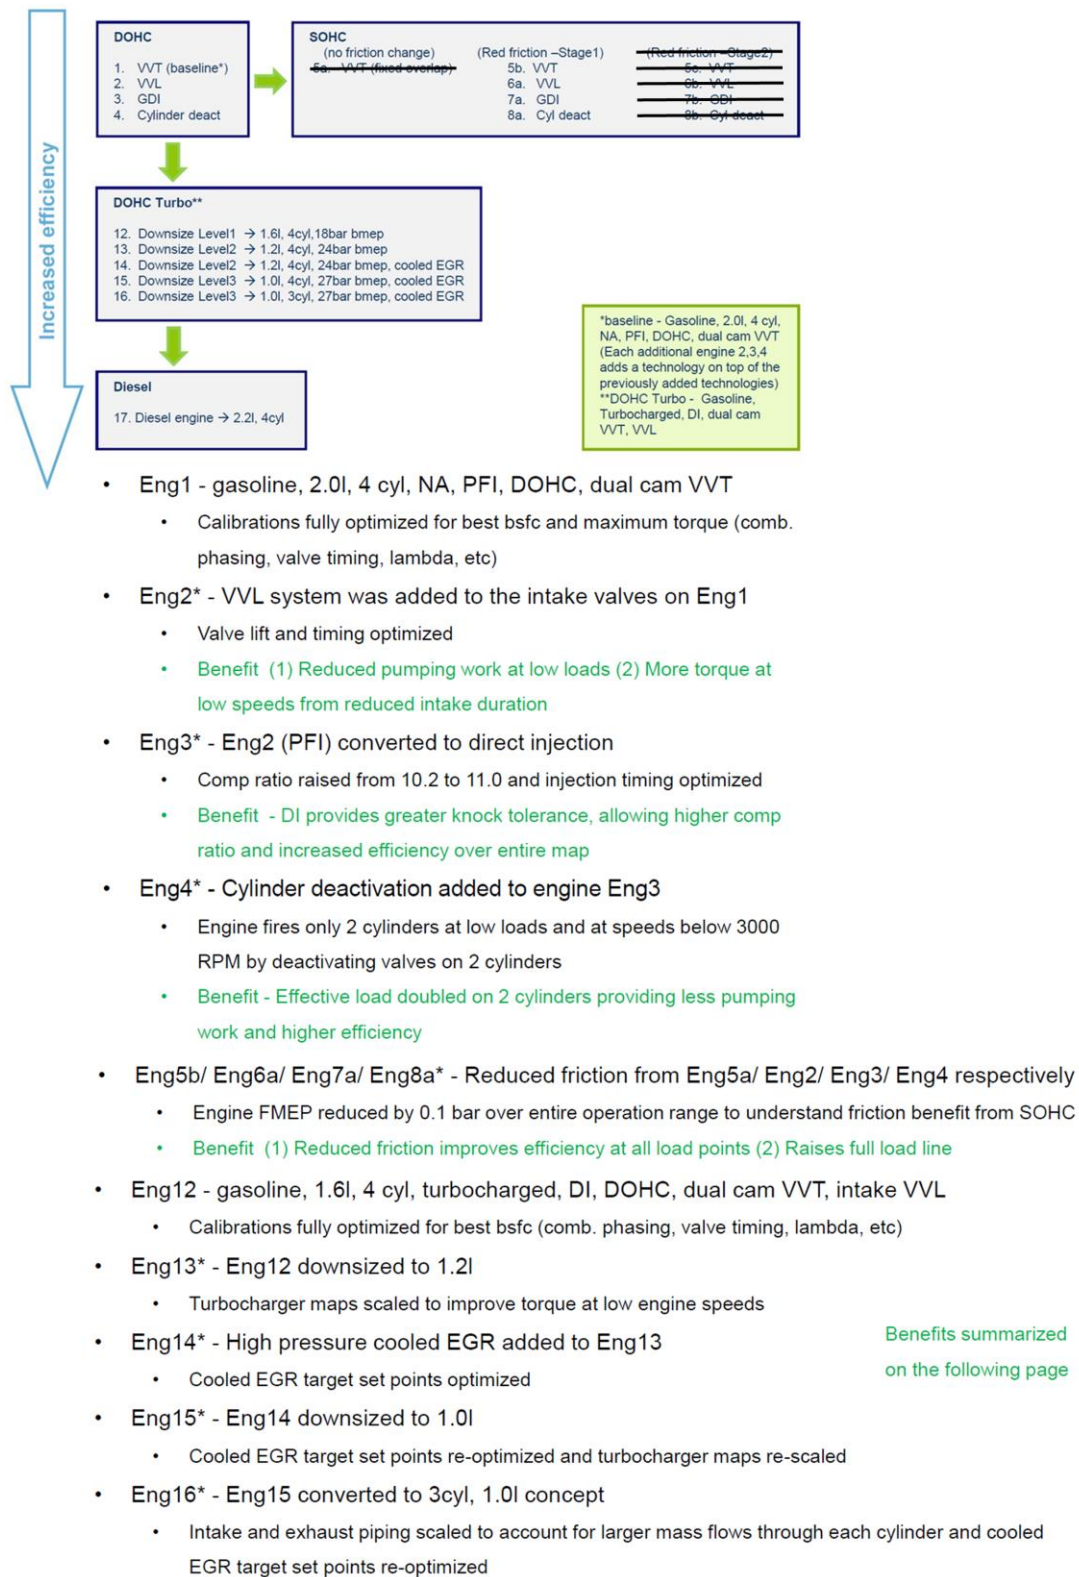 Increased efficiency
DOHC
1. VVT (baseline*)
2. VVL
3. GDI
4. Cylinder deact
SOHC
(no friction change)
5a. VVT (fixed overlap)
(Red friction –Stage1)
5b. VVT
6a. VVL
7a. GDI
8a. Cyl deact
(Red friction –Stage2)
5c. VVT
6b. VVL
7b. GDI
8b. Cyl deact
DOHC Turbo**
12. Downsize Level1 → 1.6l, 4cyl,18bar bmep
13. Downsize Level2 → 1.2l, 4cyl, 24bar bmep
14. Downsize Level2 → 1.2l, 4cyl, 24bar bmep, cooled EGR
15. Downsize Level3 → 1.0l, 4cyl, 27bar bmep, cooled EGR
16. Downsize Level3 → 1.0l, 3cyl, 27bar bmep, cooled EGR
Diesel
17. Diesel engine → 2.2l, 4cyl
*baseline - Gasoline, 2.0l, 4 cyl,
NA, PFI, DOHC, dual cam VVT
(Each additional engine 2,3,4
adds a technology on top of the
previously added technologies)
**DOHC Turbo - Gasoline,
Turbocharged, DI, dual cam
VVT, VVL
• Eng1 - gasoline, 2.0l, 4 cyl, NA, PFI, DOHC, dual cam VVT
• Calibrations fully optimized for best bsfc and maximum torque (comb.
phasing, valve timing, lambda, etc)
• Eng2* - VVL system was added to the intake valves on Eng1
• Valve lift and timing optimized
• Benefit (1) Reduced pumping work at low loads (2) More torque at
low speeds from reduced intake duration
• Eng3* - Eng2 (PFI) converted to direct injection
• Comp ratio raised from 10.2 to 11.0 and injection timing optimized
• Benefit - DI provides greater knock tolerance, allowing higher comp
ratio and increased efficiency over entire map
• Eng4* - Cylinder deactivation added to engine Eng3
• Engine fires only 2 cylinders at low loads and at speeds below 3000
RPM by deactivating valves on 2 cylinders
• Benefit - Effective load doubled on 2 cylinders providing less pumping
work and higher efficiency
• Eng5b/ Eng6a/ Eng7a/ Eng8a* - Reduced friction from Eng5a/ Eng2/ Eng3/ Eng4 respectively
• Engine FMEP reduced by 0.1 bar over entire operation range to understand friction benefit from SOHC
• Benefit (1) Reduced friction improves efficiency at all load points (2) Raises full load line
• Eng12 - gasoline, 1.6l, 4 cyl, turbocharged, DI, DOHC, dual cam VVT, intake VVL
• Calibrations fully optimized for best bsfc (comb. phasing, valve timing, lambda, etc)
• Eng13* - Eng12 downsized to 1.2l
• Turbocharger maps scaled to improve torque at low engine speeds
• Eng14* - High pressure cooled EGR added to Eng13
• Cooled EGR target set points optimized
Benefits summarized
on the following page
• Eng15* - Eng14 downsized to 1.0l
• Cooled EGR target set points re-optimized and turbocharger maps re-scaled
• Eng16* - Eng15 converted to 3cyl, 1.0l concept
• Intake and exhaust piping scaled to account for larger mass flows through each cylinder and cooled
EGR target set points re-optimized